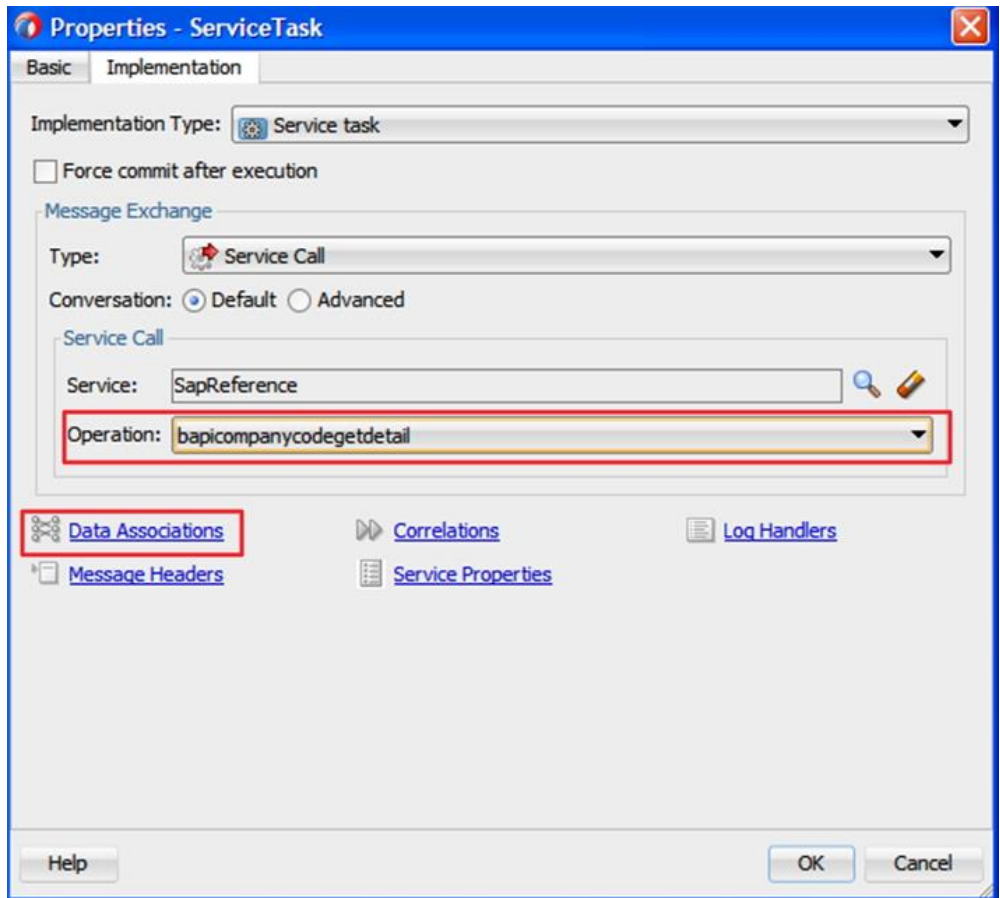 Properties - ServiceTask
Basic Implementation
Implementation Type: Service task
Force commit after execution
Message Exchange
Type: Service Call
Conversation: Default Advanced
Service Call
Service: SapReference
Operation: bapicompanycodegetdetail
Data Associations Correlations Log Handlers
Message Headers Service Properties
Help OK Cancel